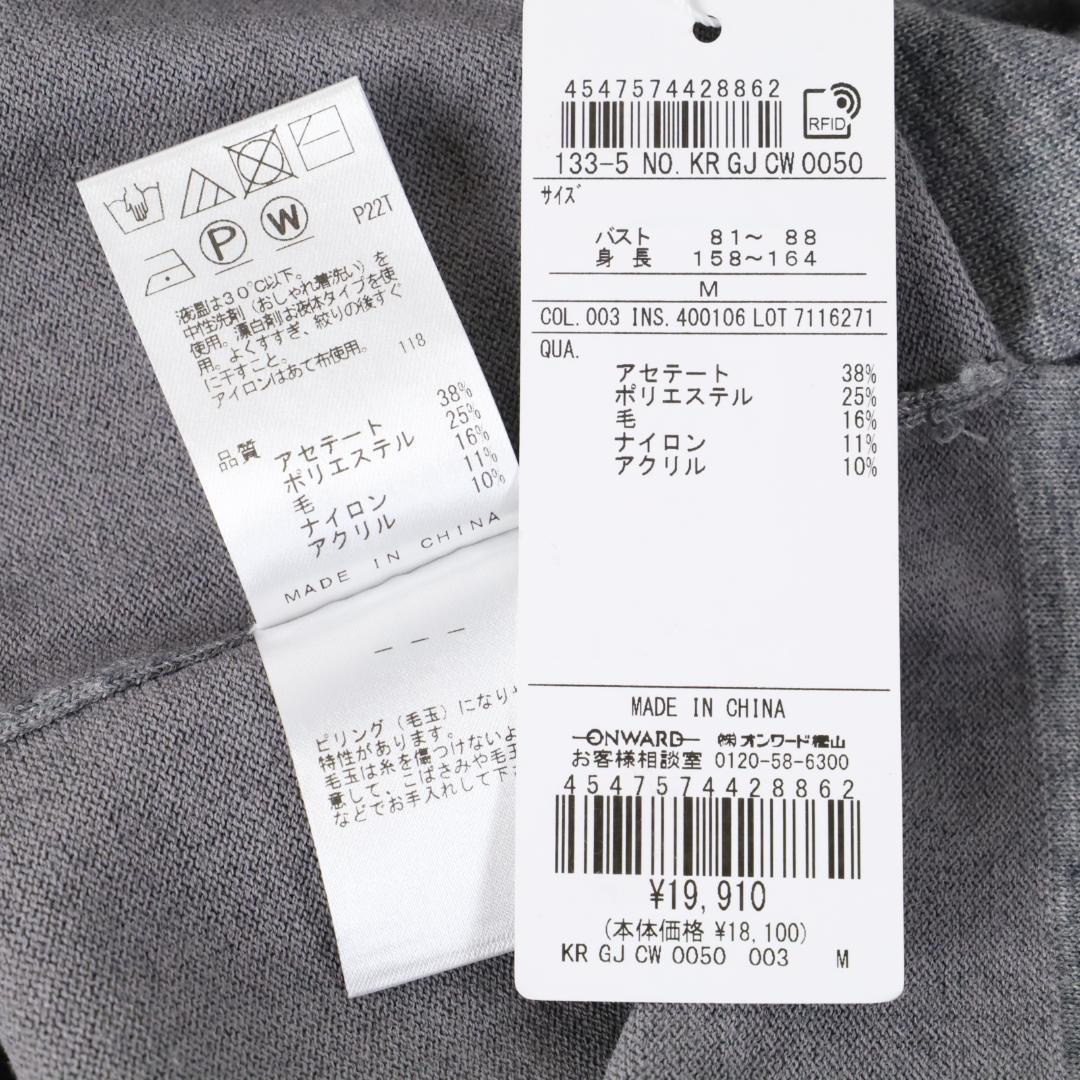 P
W
P22T
液温は30℃以下。
中性洗剤(おしゃれ着洗い)を
使用。漂白剤お液体タイプを使
用。よくすすぎ、絞りの後すぐ
に干すこと。
アイロンはあて布使用。 118
品質 アセテート 38%
ポリエステル 25%
毛 16%
ナイロン 11%
アクリル 10%
MADE IN CHINA
— — —
ピリング(毛玉)になりや
特性があります。
毛玉は糸を傷つけないよ
意して、こばさみや毛玉
などでお手入れして下
4547574428862
RFID
133-5 NO. KR GJ CW 0050
サイズ
バスト 81～ 88
身長 158～164
M
COL. 003 INS. 400106 LOT 7116271
QUA.
アセテート 38%
ポリエステル 25%
毛 16%
ナイロン 11%
アクリル 10%
MADE IN CHINA
ONWARD ㈱オンワード樫山
お客様相談室 0120-58-6300
4547574428862
¥19,910
(本体価格 ¥18,100)
KR GJ CW 0050 003 M